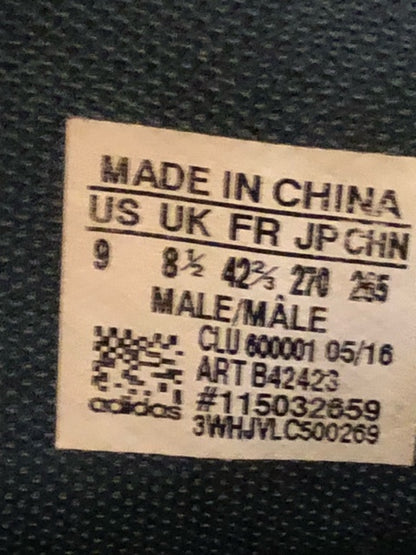 MADE IN CHINA
US UK FR JP CHN
9 8½ 42⅔ 270 265
MALE/MÂLE
CLU 600001 05/16
ART B42423
adidas #115032659
3WHJVLC500269